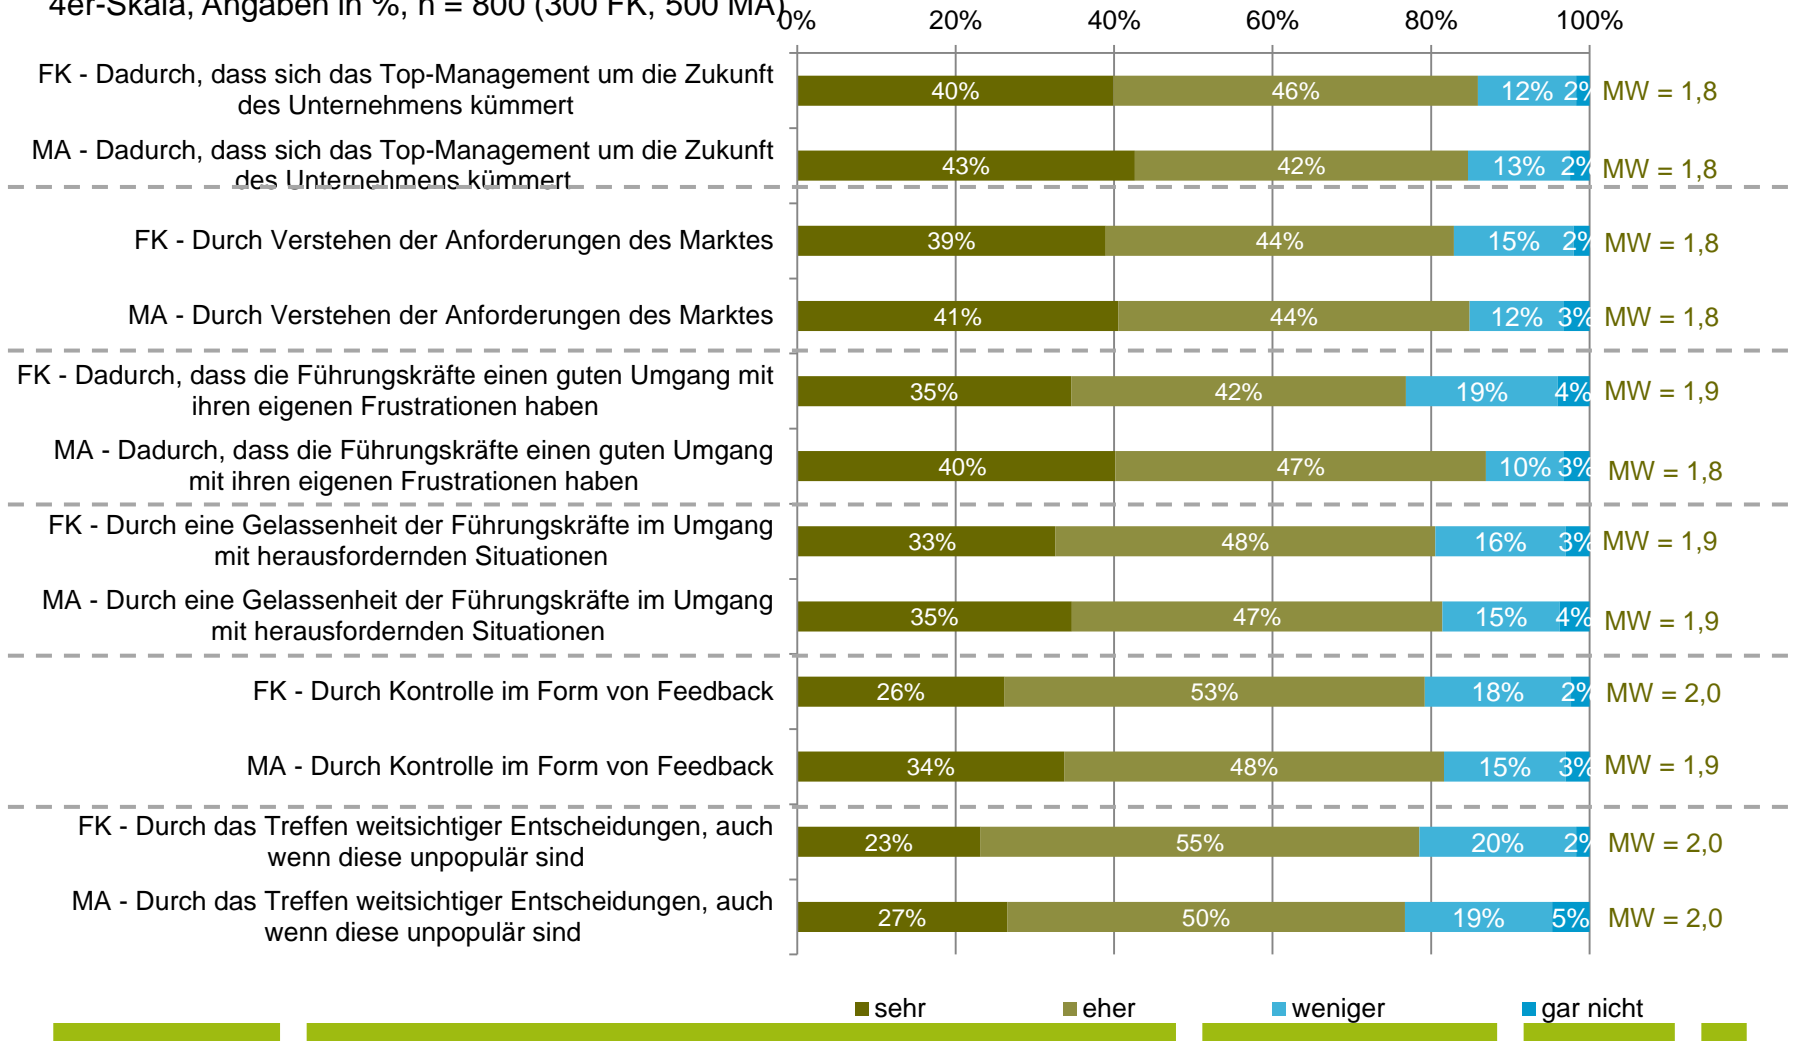 4er-Skala, Angaben in %, n = 800 (300 FK, 500 MA)
0% 20% 40% 60% 80% 100%
FK - Dadurch, dass sich das Top-Management um die Zukunft
des Unternehmens kümmert
40% 46% 12% 2% MW = 1,8
MA - Dadurch, dass sich das Top-Management um die Zukunft
des Unternehmens kümmert
43% 42% 13% 2% MW = 1,8
FK - Durch Verstehen der Anforderungen des Marktes
39% 44% 15% 2% MW = 1,8
MA - Durch Verstehen der Anforderungen des Marktes
41% 44% 12% 3% MW = 1,8
FK - Dadurch, dass die Führungskräfte einen guten Umgang mit
ihren eigenen Frustrationen haben
35% 42% 19% 4% MW = 1,9
MA - Dadurch, dass die Führungskräfte einen guten Umgang
mit ihren eigenen Frustrationen haben
40% 47% 10% 3% MW = 1,8
FK - Durch eine Gelassenheit der Führungskräfte im Umgang
mit herausfordernden Situationen
33% 48% 16% 3% MW = 1,9
MA - Durch eine Gelassenheit der Führungskräfte im Umgang
mit herausfordernden Situationen
35% 47% 15% 4% MW = 1,9
FK - Durch Kontrolle im Form von Feedback
26% 53% 18% 2% MW = 2,0
MA - Durch Kontrolle im Form von Feedback
34% 48% 15% 3% MW = 1,9
FK - Durch das Treffen weitsichtiger Entscheidungen, auch
wenn diese unpopulär sind
23% 55% 20% 2% MW = 2,0
MA - Durch das Treffen weitsichtiger Entscheidungen, auch
wenn diese unpopulär sind
27% 50% 19% 5% MW = 2,0
sehr eher weniger gar nicht